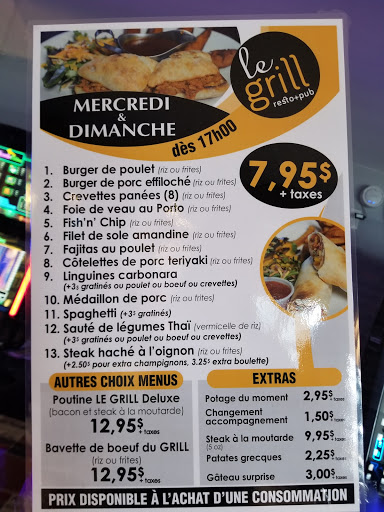 le
grill
resto+pub
MERCREDI
&
DIMANCHE
dès 17h00
7,95$
+ taxes
1. Burger de poulet (riz ou frites)
2. Burger de porc effiloché (riz ou frites)
3. Crevettes panées (8) (riz ou frites)
4. Foie de veau au Porto (riz ou frites)
5. Fish'n' Chip (riz ou frites)
6. Filet de sole amandine (riz ou frites)
7. Fajitas au poulet (riz ou frites)
8. Côtelettes de porc teriyaki (riz ou frites)
9. Linguines carbonara
(+3$ gratinés ou poulet ou boeuf ou crevettes)
10. Médaillon de porc (riz ou frites)
11. Spaghetti (+3$ gratinés)
12. Sauté de légumes Thaï (vermicelle de riz)
(+3$ gratinés ou poulet ou boeuf ou crevettes)
13. Steak haché à l'oignon (riz ou frites)
(+2.50$ pour extra champignons, 3.25$ extra boulette)
AUTRES CHOIX MENUS
Poutine LE GRILL Deluxe
(bacon et steak à la moutarde)
12,95$ +taxes
Bavette de boeuf du GRILL
(riz ou frites)
12,95$ +taxes
EXTRAS
Potage du moment 2,95$ +taxes
Changement
accompagnement 1,50$ +taxes
Steak à la moutarde 9,95$ +taxes
(5 oz)
Patates grecques 2,25$ +taxes
Gâteau surprise 3,00$ +taxes
PRIX DISPONIBLE À L'ACHAT D'UNE CONSOMMATION